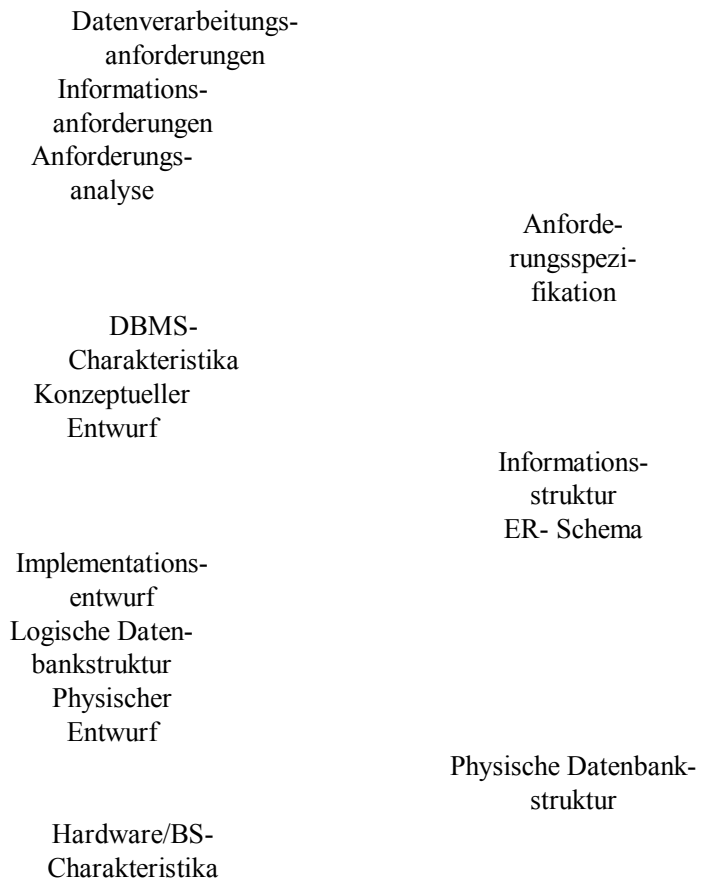 Datenverarbeitungs-
anforderungen
Informations-
anforderungen
Anforderungs-
analyse
Anforde-
rungsspezi-
fikation
DBMS-
Charakteristika
Konzeptueller
Entwurf
Informations-
struktur
ER- Schema
Implementations-
entwurf
Logische Daten-
bankstruktur
Physischer
Entwurf
Physische Datenbank-
struktur
Hardware/BS-
Charakteristika